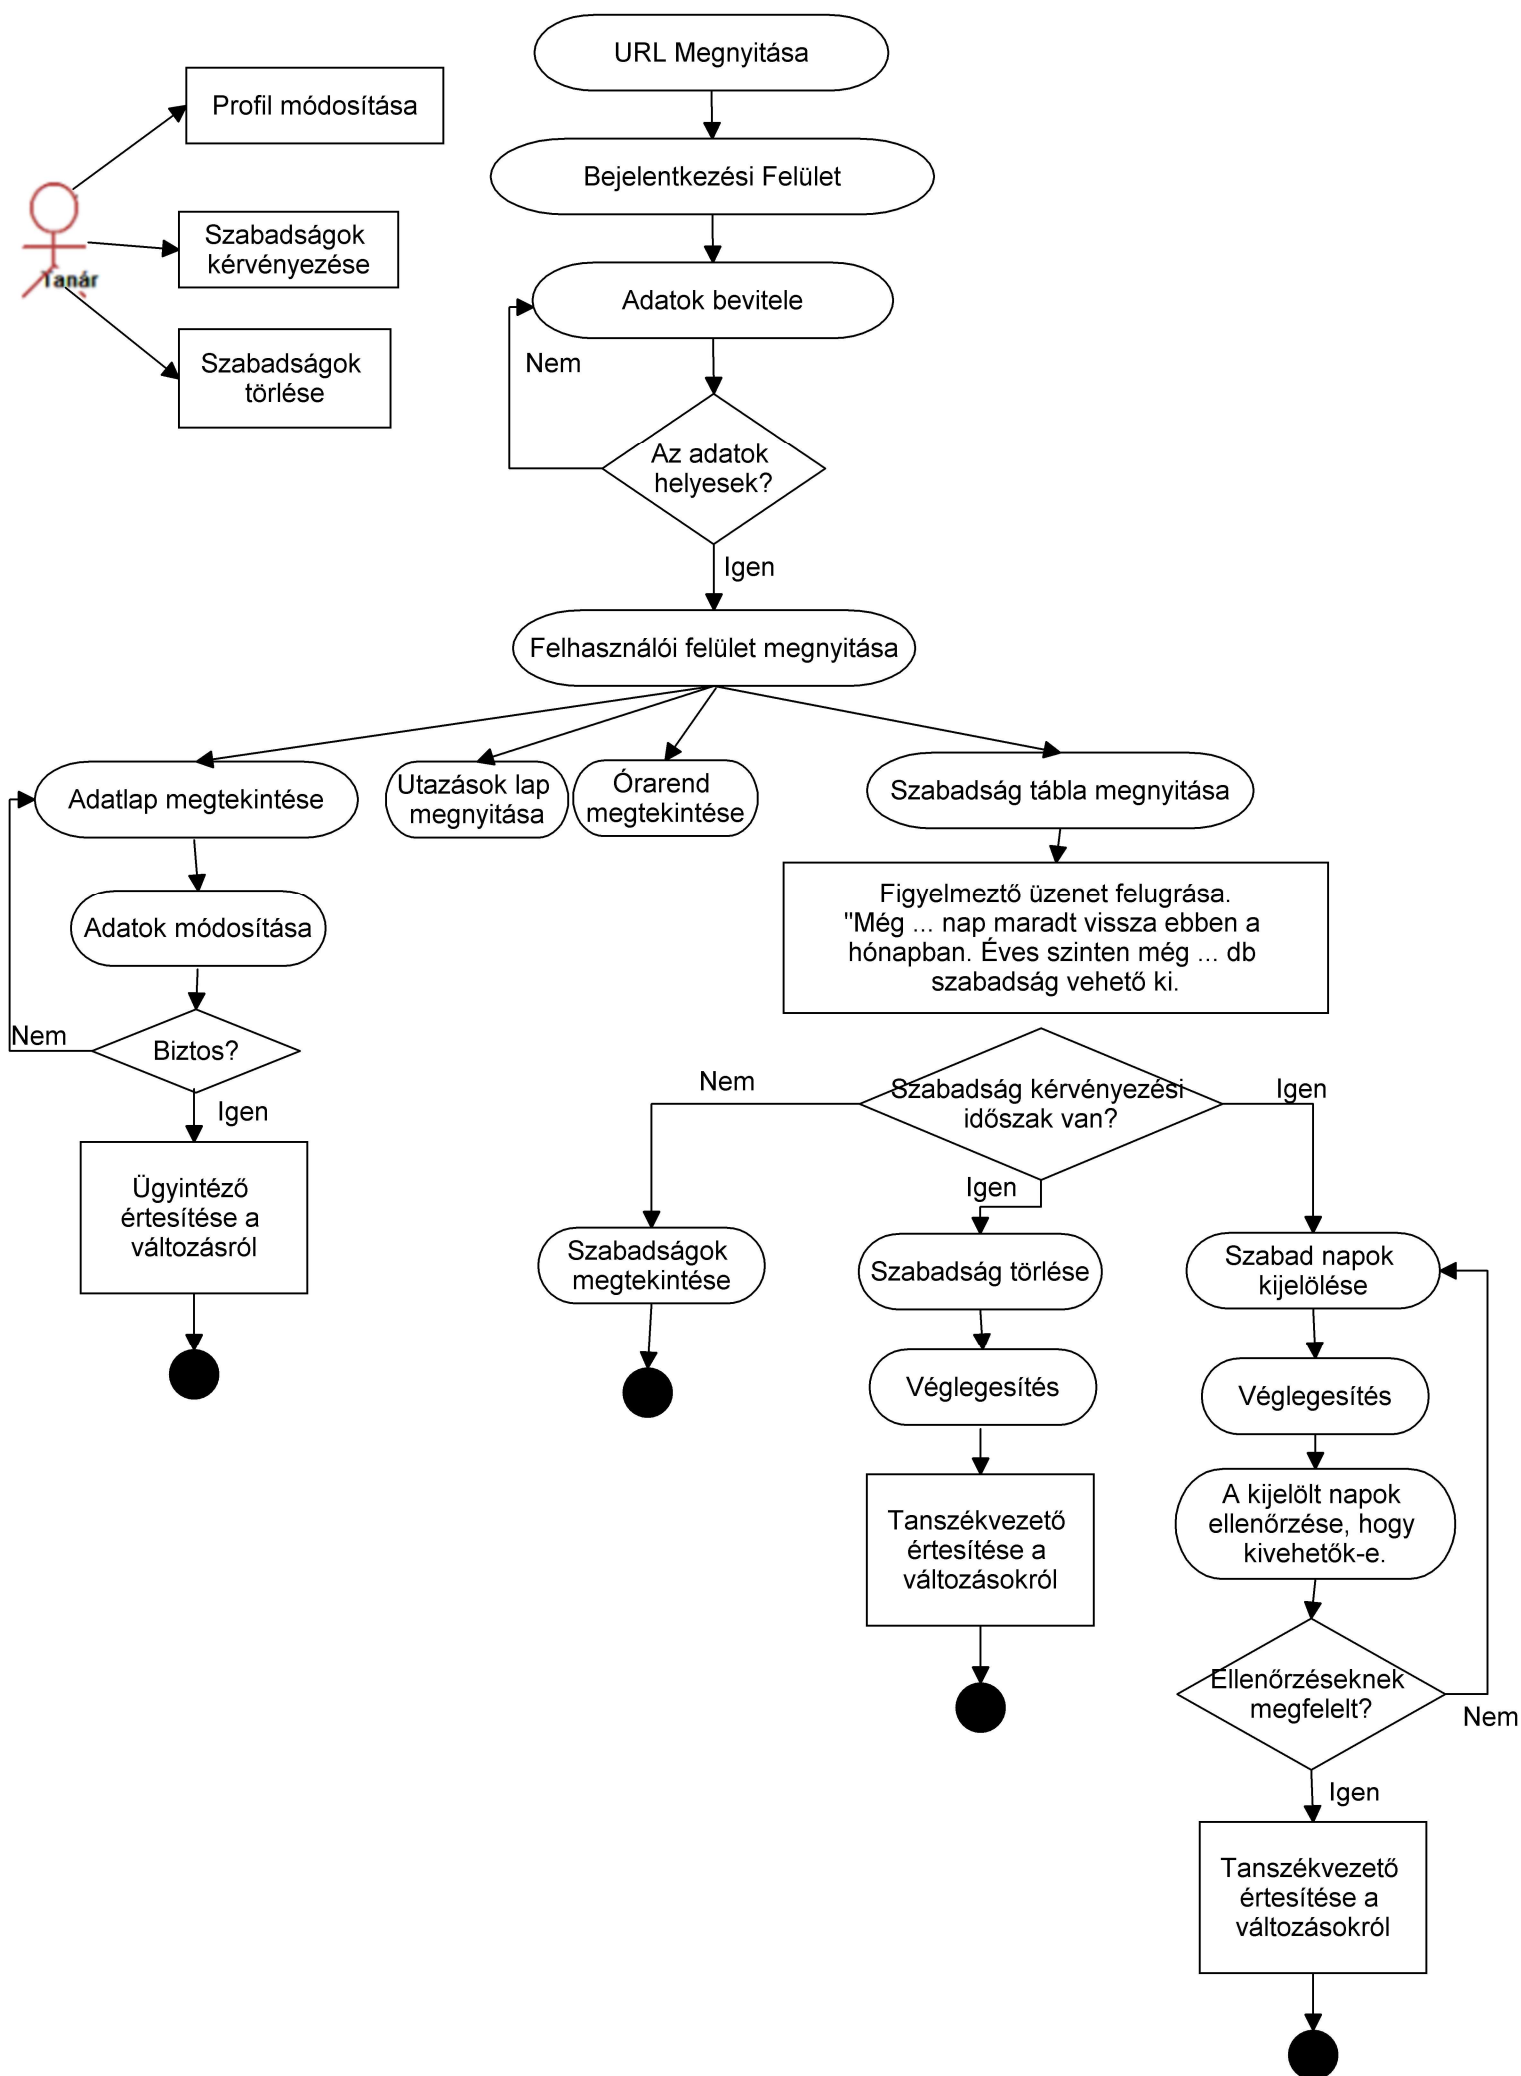 URL Megnyitása
Profil módosítása
Bejelentkezési Felület
Szabadságok
kérvényezése
Tanár
Adatok bevitele
Szabadságok
törlése
Nem
Az adatok
helyesek?
Igen
Felhasználói felület megnyitása
Adatlap megtekintése
Utazások lap
megnyitása
Órarend
megtekintése
Szabadság tábla megnyitása
Adatok módosítása
Figyelmeztő üzenet felugrása.
"Még ... nap maradt vissza ebben a
hónapban. Éves szinten még ... db
szabadság vehető ki.
Nem
Biztos?
Igen
Ügyintéző
értesítése a
változásról
Nem
Szabadság kérvényezési
időszak van?
Igen
Igen
Szabadságok
megtekintése
Szabadság törlése
Szabad napok
kijelölése
Véglegesítés
Véglegesítés
Tanszékvezető
értesítése a
változásokról
A kijelölt napok
ellenőrzése, hogy
kivehetők-e.
Ellenőrzéseknek
megfelelt?
Nem
Igen
Tanszékvezető
értesítése a
változásokról